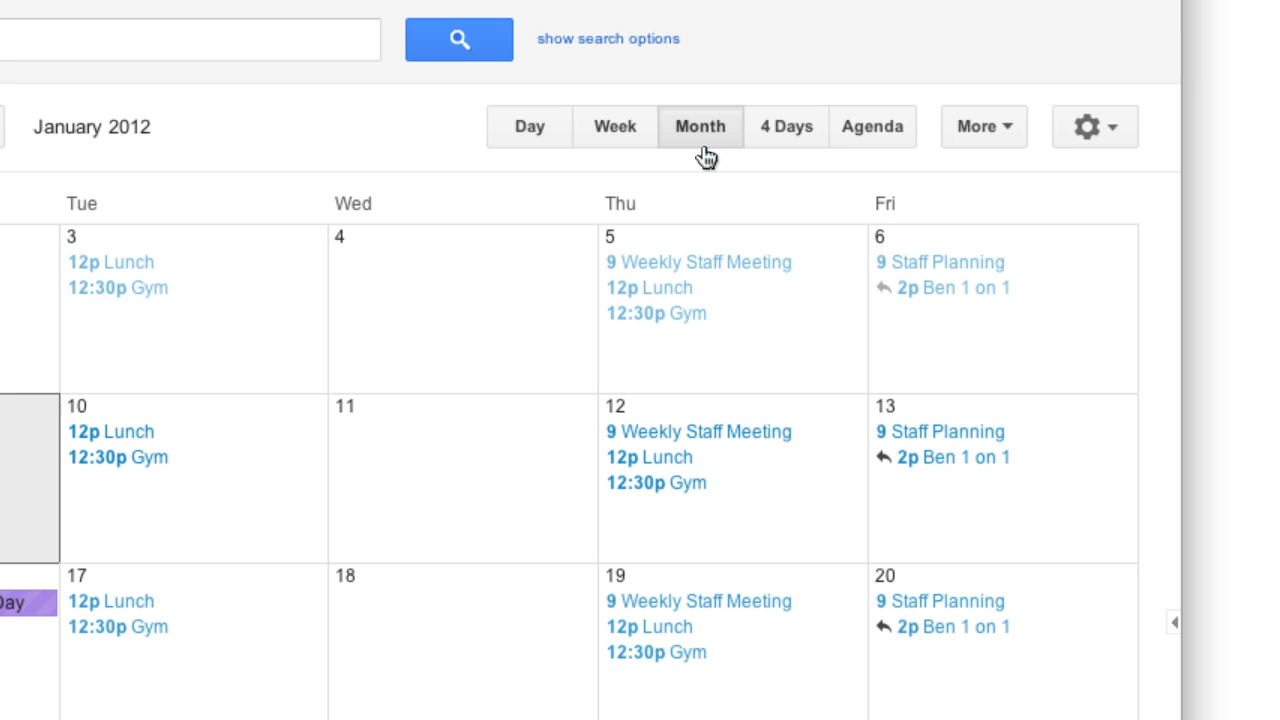 show search options
January 2012
Day Week Month 4 Days Agenda More
Tue Wed Thu Fri
3 4 5 6
12p Lunch 9 Weekly Staff Meeting 9 Staff Planning
12:30p Gym 12p Lunch 2p Ben 1 on 1
12:30p Gym
10 11 12 13
12p Lunch 9 Weekly Staff Meeting 9 Staff Planning
12:30p Gym 12p Lunch 2p Ben 1 on 1
12:30p Gym
17 18 19 20
Day 12p Lunch 9 Weekly Staff Meeting 9 Staff Planning
12:30p Gym 12p Lunch 2p Ben 1 on 1
12:30p Gym